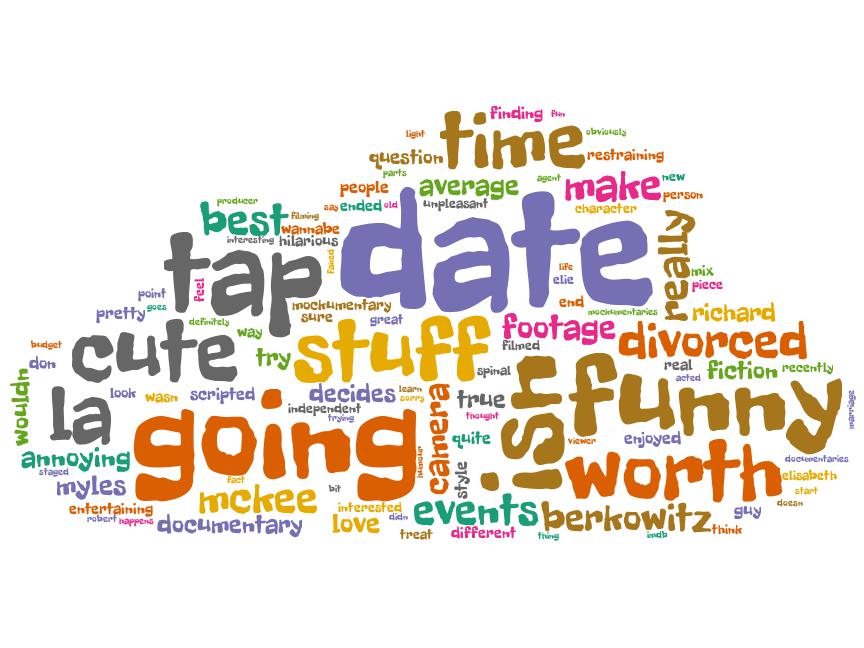 finding fun
light time obviously
question restraining
parts
people average agent make new
person
producer say ended old unpleasant character
best filming
wannabe
interesting hilarious
tap date really
faked
life
elie
mix
piece
point feel
goes
pretty mockumentary end mockumentaries richard
sure great
definitely
way footage divorced
budget cute try stuff filmed
don spinal real fiction recently
acted
wouldn la look wasn scripted decides learn
sorry
camera true ish funny marriage
independent
trying
thought
going quite viewer enjoyed
annoying humour style worth documentaries
staged elisabeth
myles fact bit start
mckee interested
entertaining doesn
robert happens documentary love didn events berkowitz guy
treat different thing imdb think